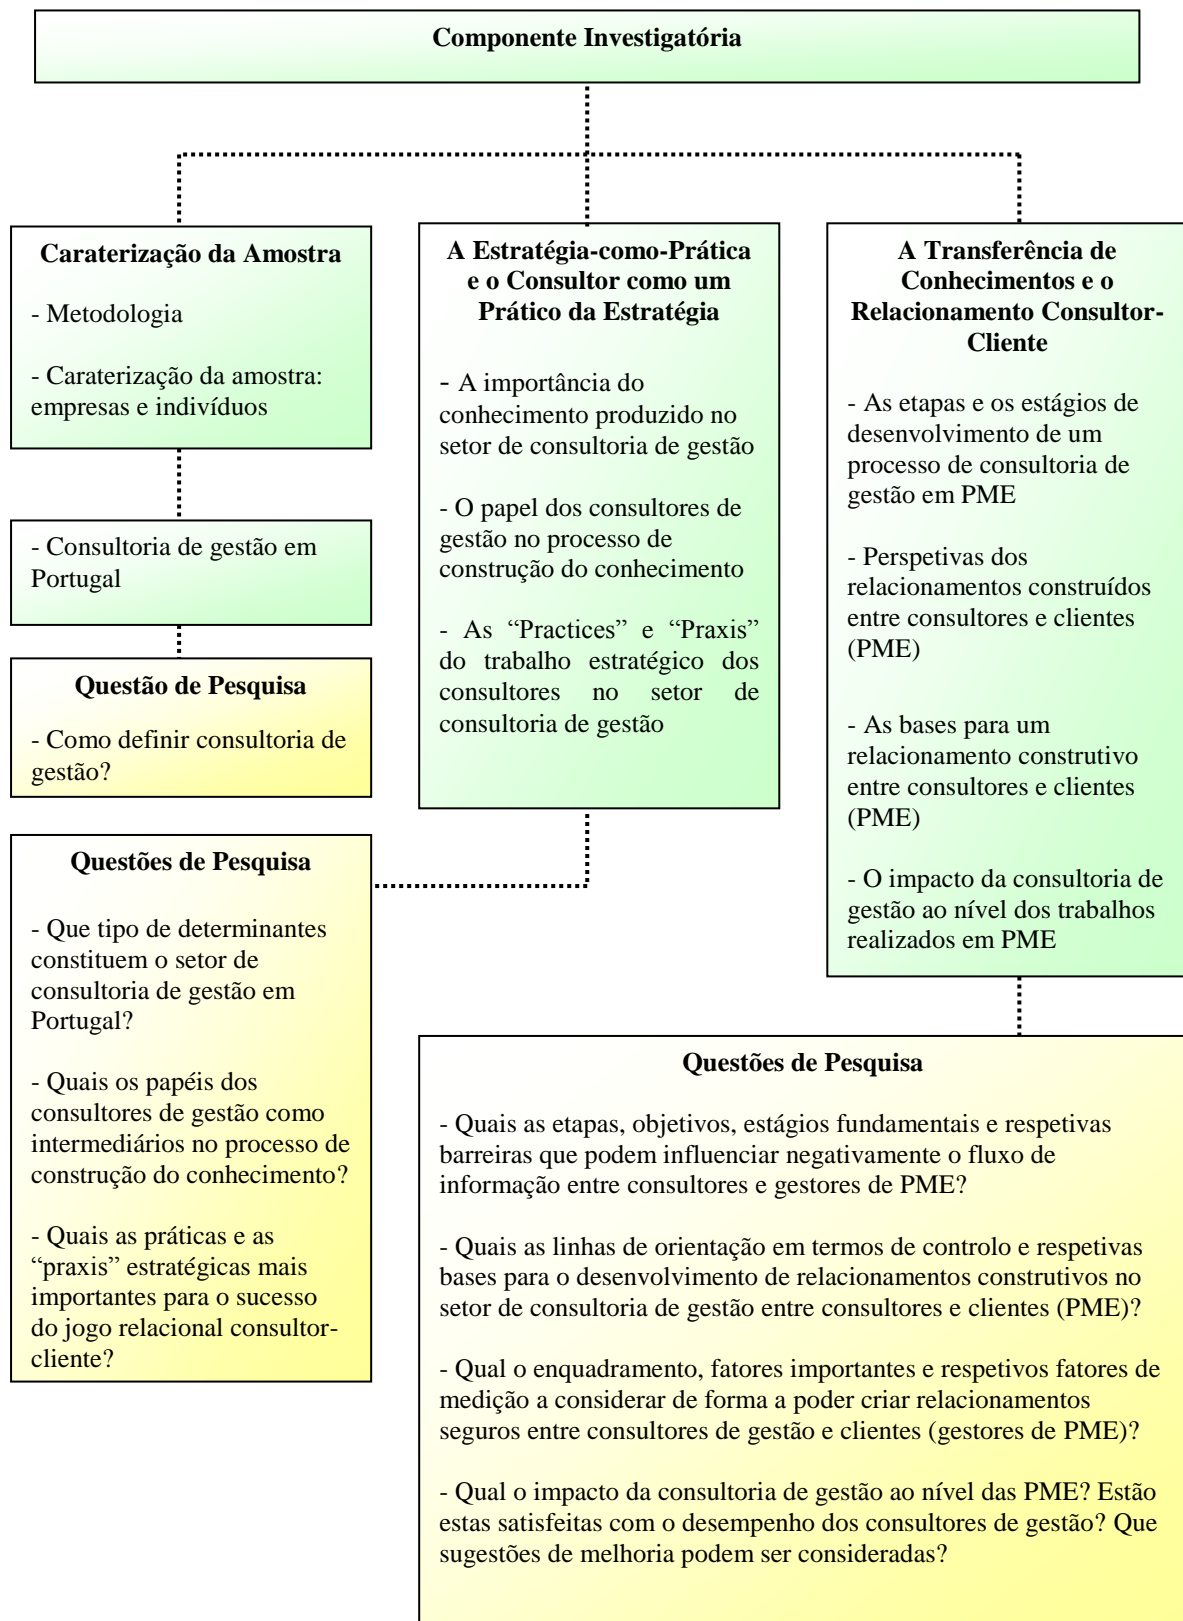 Componente Investigatória
Caraterização da Amostra
- Metodologia
- Caraterização da amostra:
empresas e indivíduos
A Estratégia-como-Prática
e o Consultor como um
Prático da Estratégia
- A importância do
conhecimento produzido no
setor de consultoria de gestão
- O papel dos consultores de
gestão no processo de
construção do conhecimento
- As “Practices” e “Praxis”
do trabalho estratégico dos
consultores no setor de
consultoria de gestão
A Transferência de
Conhecimentos e o
Relacionamento Consultor-
Cliente
- As etapas e os estágios de
desenvolvimento de um
processo de consultoria de
gestão em PME
- Perspetivas dos
relacionamentos construídos
entre consultores e clientes
(PME)
- As bases para um
relacionamento construtivo
entre consultores e clientes
(PME)
- O impacto da consultoria de
gestão ao nível dos trabalhos
realizados em PME
- Consultoria de gestão em
Portugal
Questão de Pesquisa
- Como definir consultoria de
gestão?
Questões de Pesquisa
- Que tipo de determinantes
constituem o setor de
consultoria de gestão em
Portugal?
- Quais os papéis dos
consultores de gestão como
intermediários no processo de
construção do conhecimento?
- Quais as práticas e as
“praxis” estratégicas mais
importantes para o sucesso
do jogo relacional consultor-
cliente?
Questões de Pesquisa
- Quais as etapas, objetivos, estágios fundamentais e respetivas
barreiras que podem influenciar negativamente o fluxo de
informação entre consultores e gestores de PME?
- Quais as linhas de orientação em termos de controlo e respetivas
bases para o desenvolvimento de relacionamentos construtivos no
setor de consultoria de gestão entre consultores e clientes (PME)?
- Qual o enquadramento, fatores importantes e respetivos fatores de
medição a considerar de forma a poder criar relacionamentos
seguros entre consultores de gestão e clientes (gestores de PME)?
- Qual o impacto da consultoria de gestão ao nível das PME? Estão
estas satisfeitas com o desempenho dos consultores de gestão? Que
sugestões de melhoria podem ser consideradas?